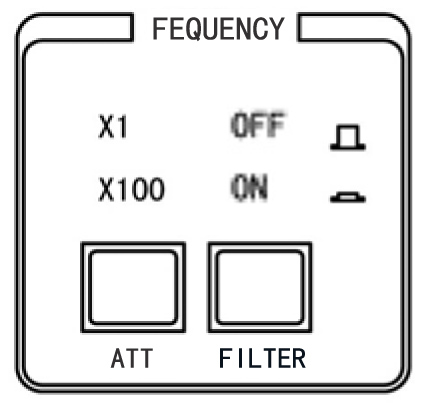 FEQUENCY
X1 OFF
X100 ON
ATT FILTER